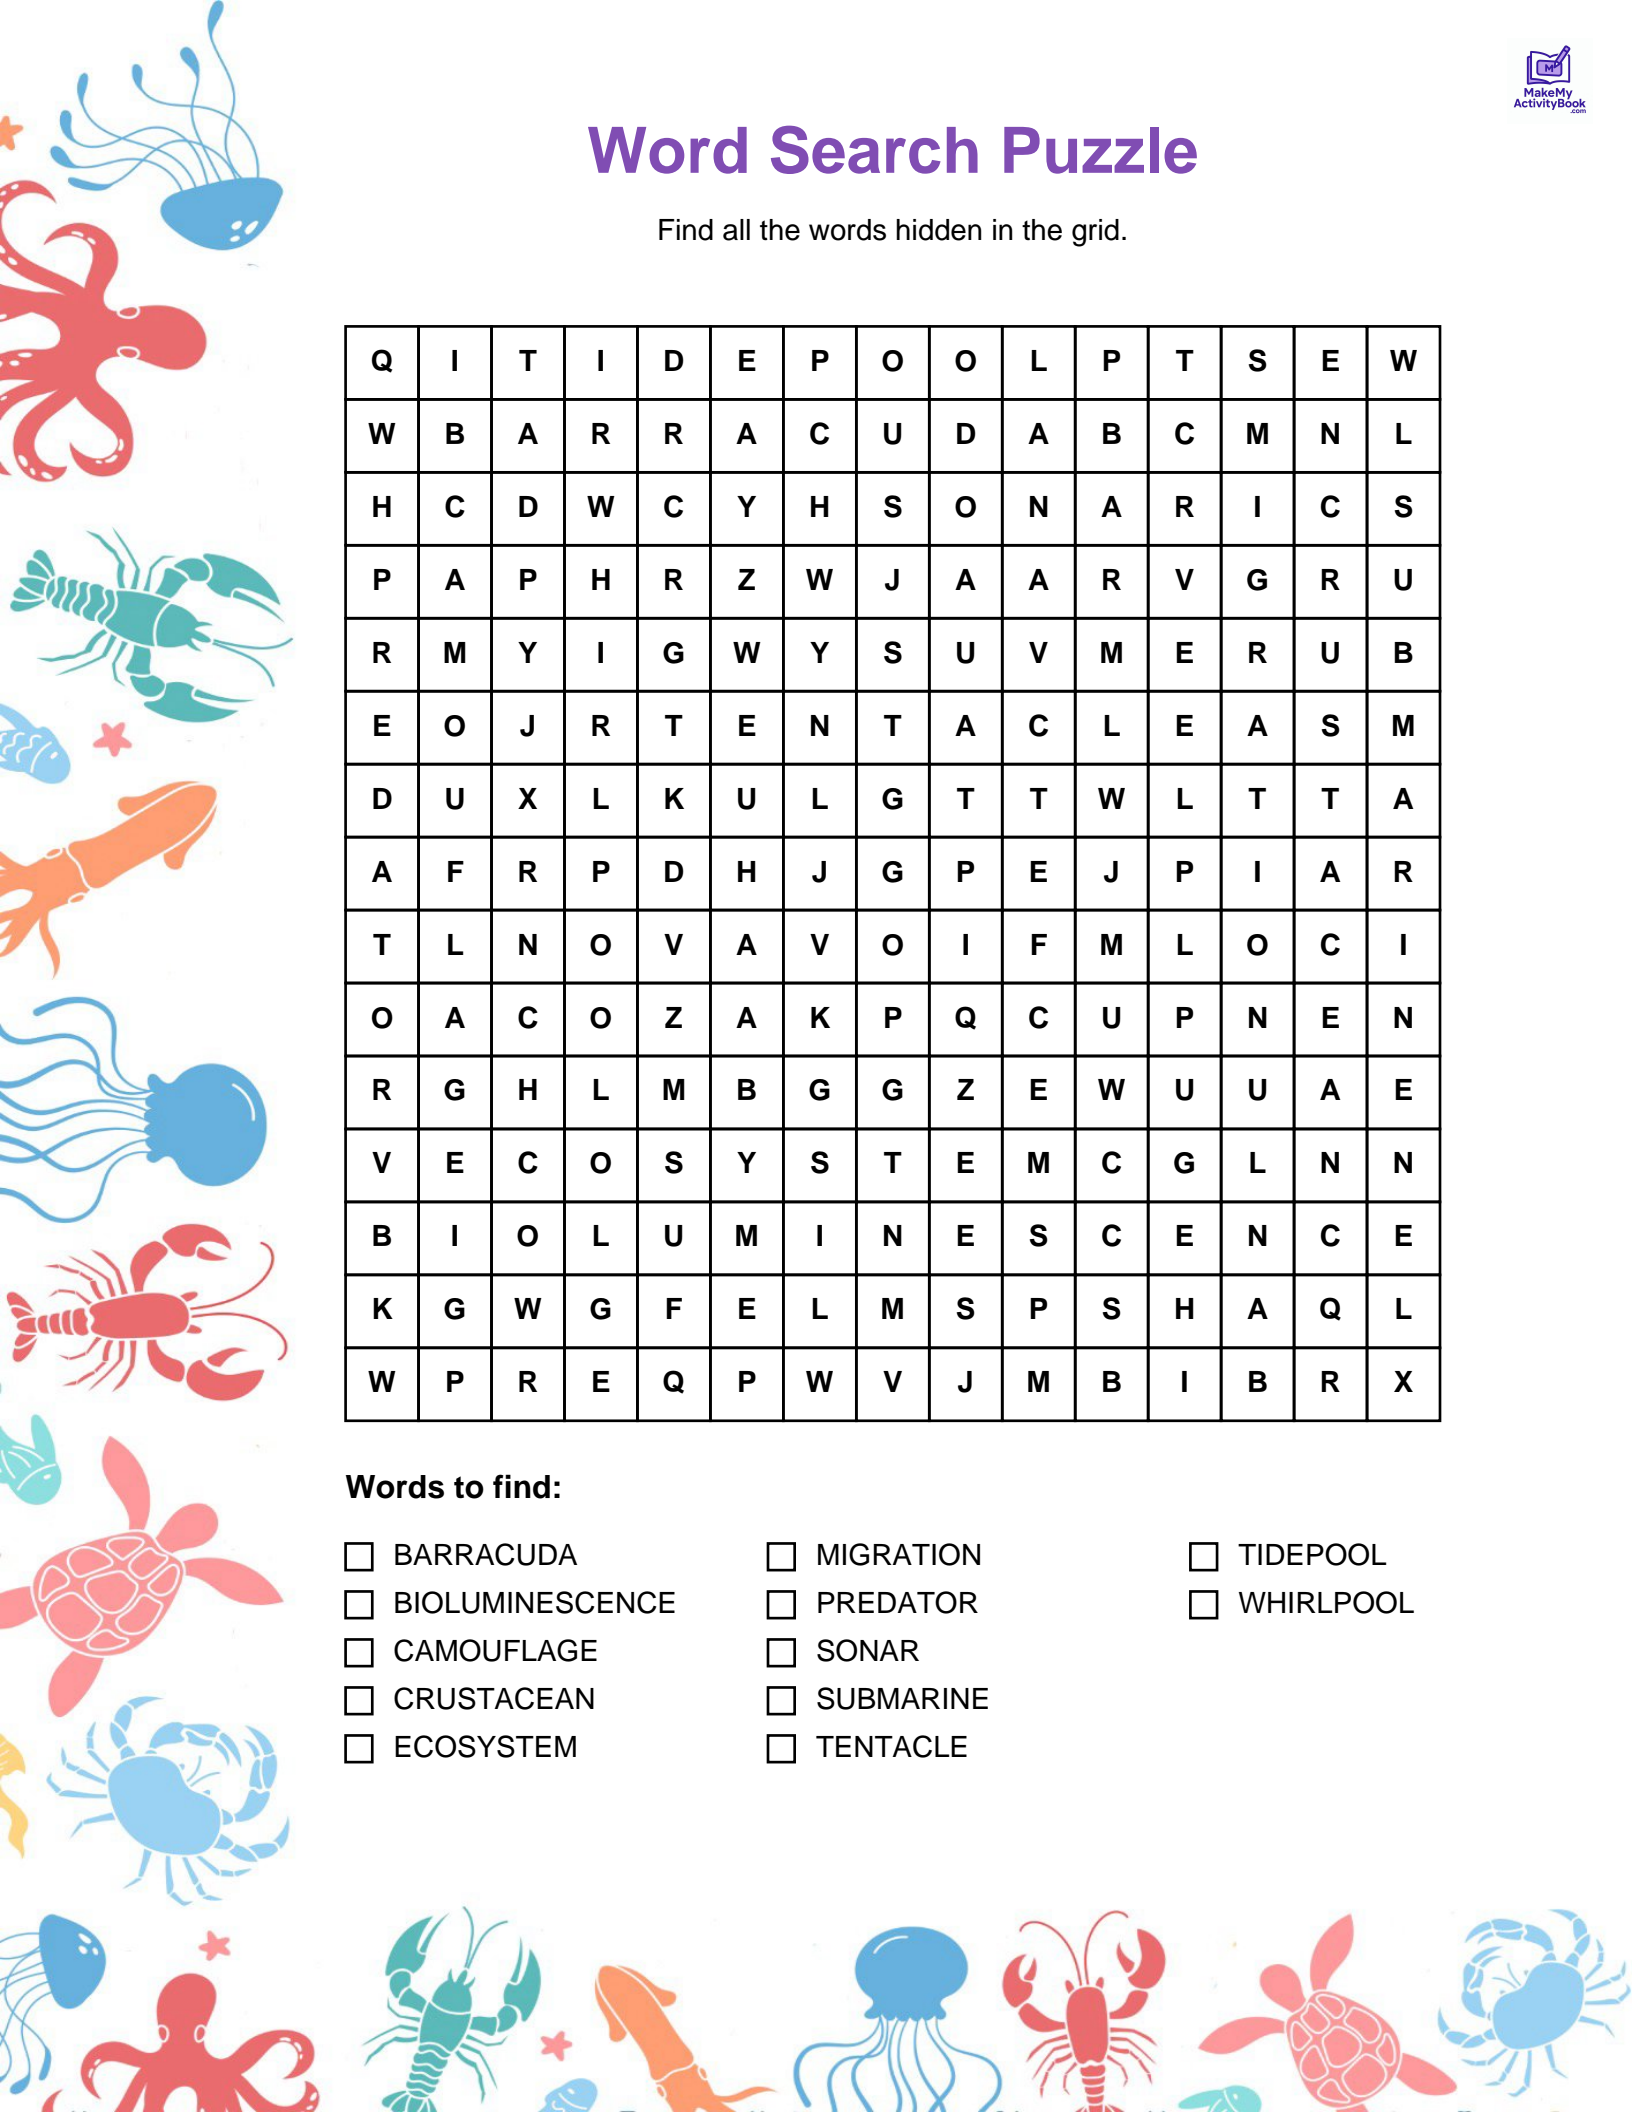 MakeMy
ActivityBook
.com
Word Search Puzzle
Find all the words hidden in the grid.
Q I T I D E P O O L P T S E W
W B A R R A C U D A B C M N L
H C D W C Y H S O N A R I C S
P A P H R Z W J A A R V G R U
R M Y I G W Y S U V M E R U B
E O J R T E N T A C L E A S M
D U X L K U L G T T W L T T A
A F R P D H J G P E J P I A R
T L N O V A V O I F M L O C I
O A C O Z A K P Q C U P N E N
R G H L M B G G Z E W U U A E
V E C O S Y S T E M C G L N N
B I O L U M I N E S C E N C E
K G W G F E L M S P S H A Q L
W P R E Q P W V J M B I B R X
Words to find:
BARRACUDA MIGRATION TIDEPOOL
BIOLUMINESCENCE PREDATOR WHIRLPOOL
CAMOUFLAGE SONAR
CRUSTACEAN SUBMARINE
ECOSYSTEM TENTACLE